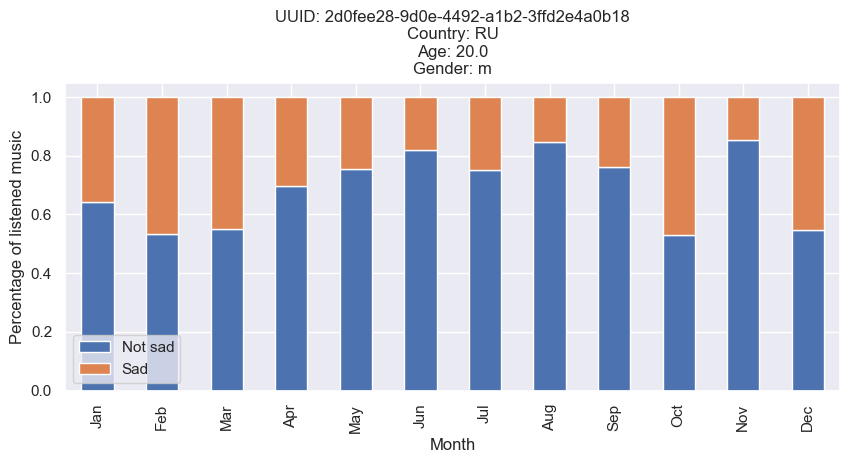 UUID: 2d0fee28-9d0e-4492-a1b2-3ffd2e4a0b18
Country: RU
Age: 20.0
Gender: m
Percentage of listened music
1.0
0.8
0.6
0.4
0.2
0.0
Not sad
Sad
Jan
Feb
Mar
Apr
May
Jun
Jul
Aug
Sep
Oct
Nov
Dec
Month